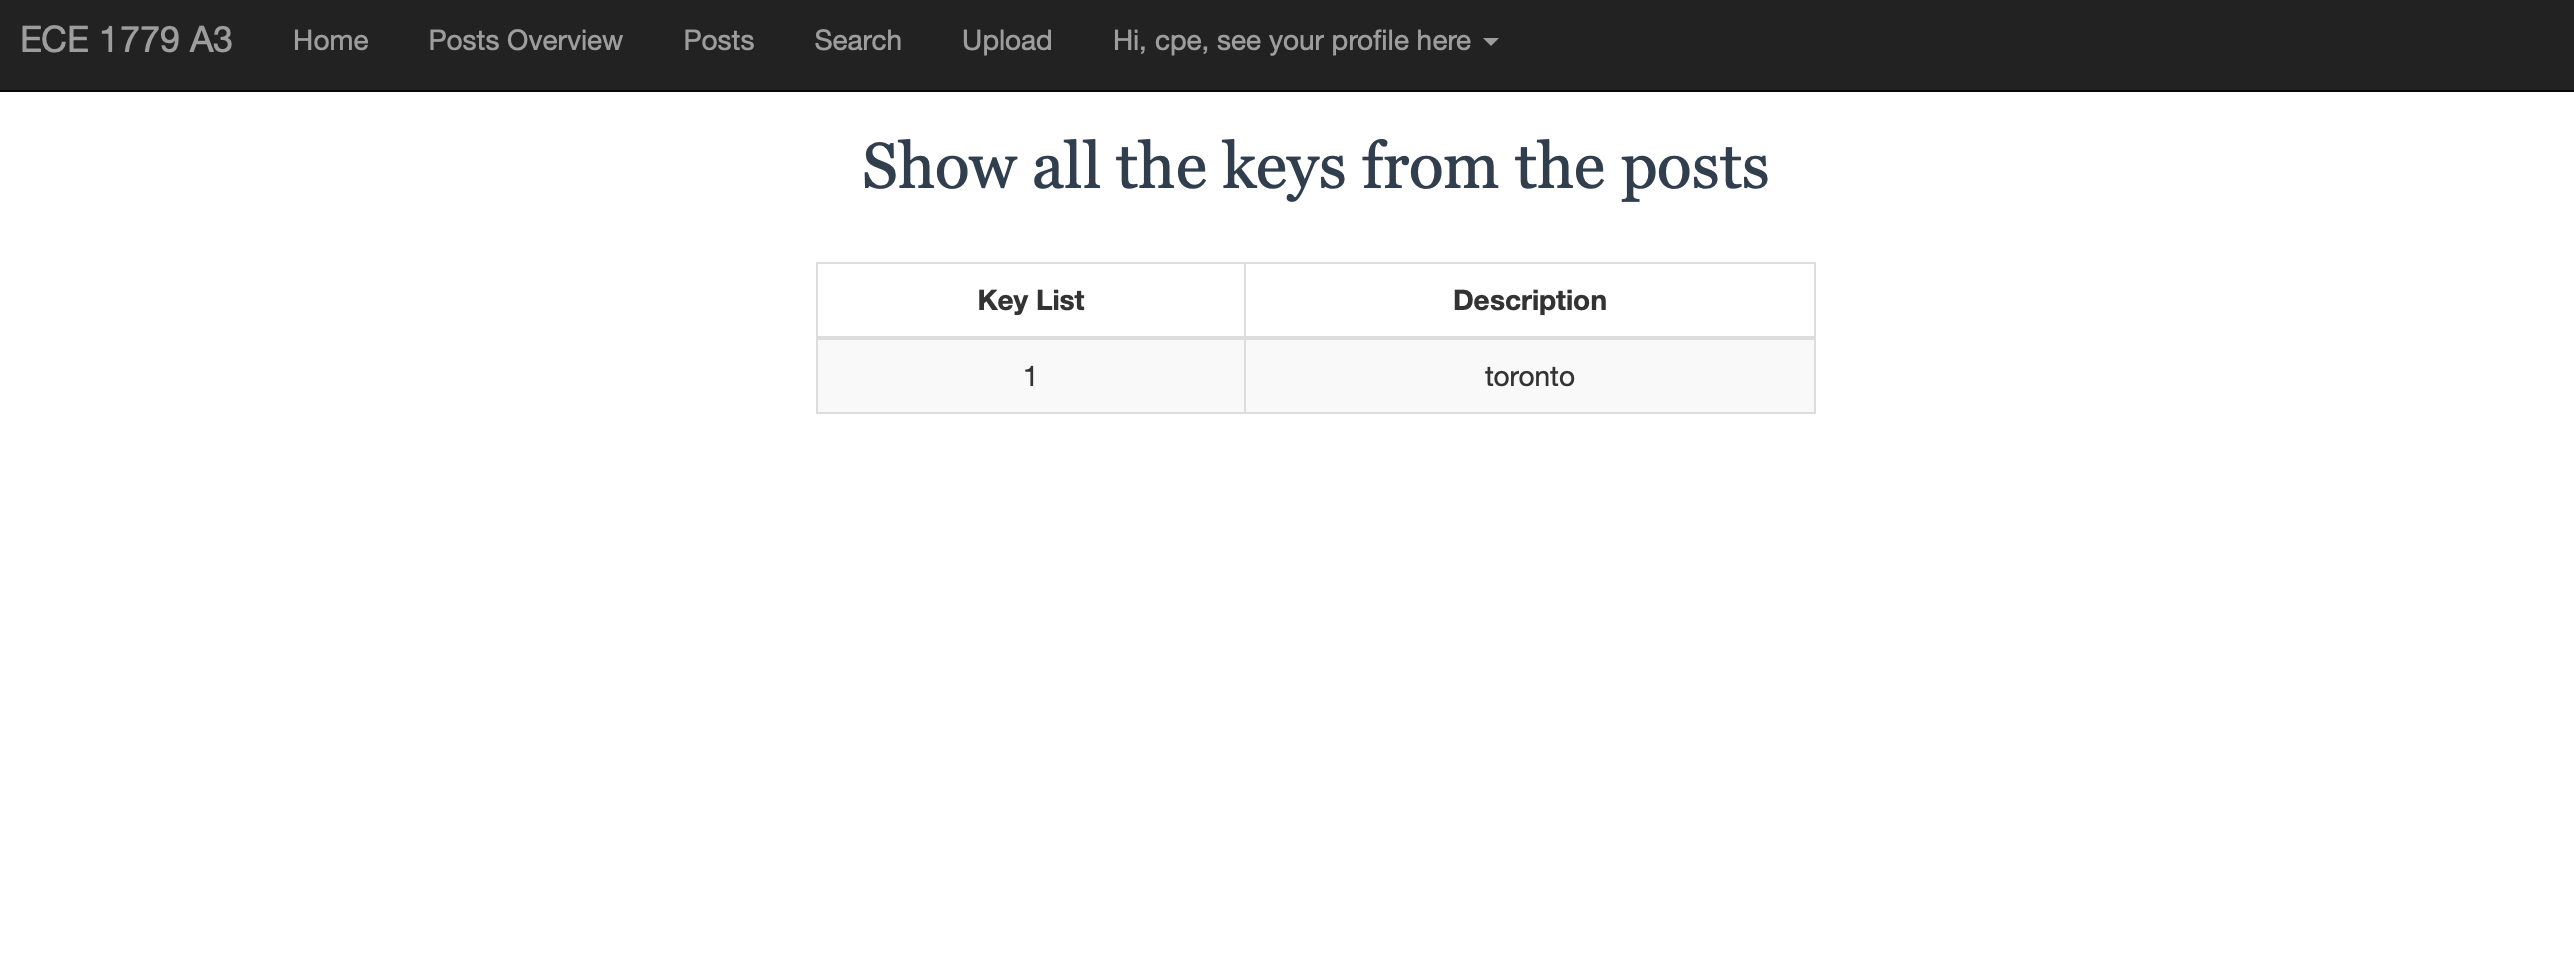 ECE 1779 A3 Home Posts Overview Posts Search Upload Hi, cpe, see your profile here
Show all the keys from the posts
Key List Description
1 toronto